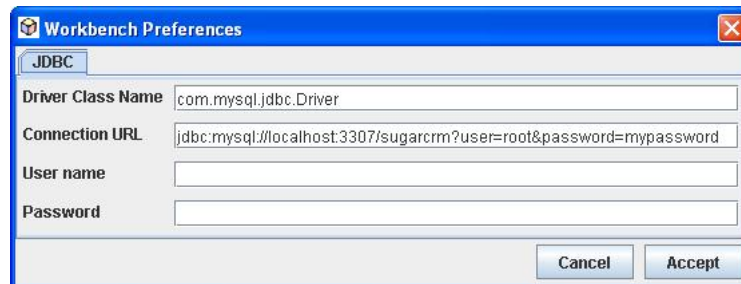 Workbench Preferences
JDBC
Driver Class Name com.mysql.jdbc.Driver
Connection URL jdbc:mysql://localhost:3307/sugarcrm?user=root&password=mypassword
User name
Password
Cancel Accept